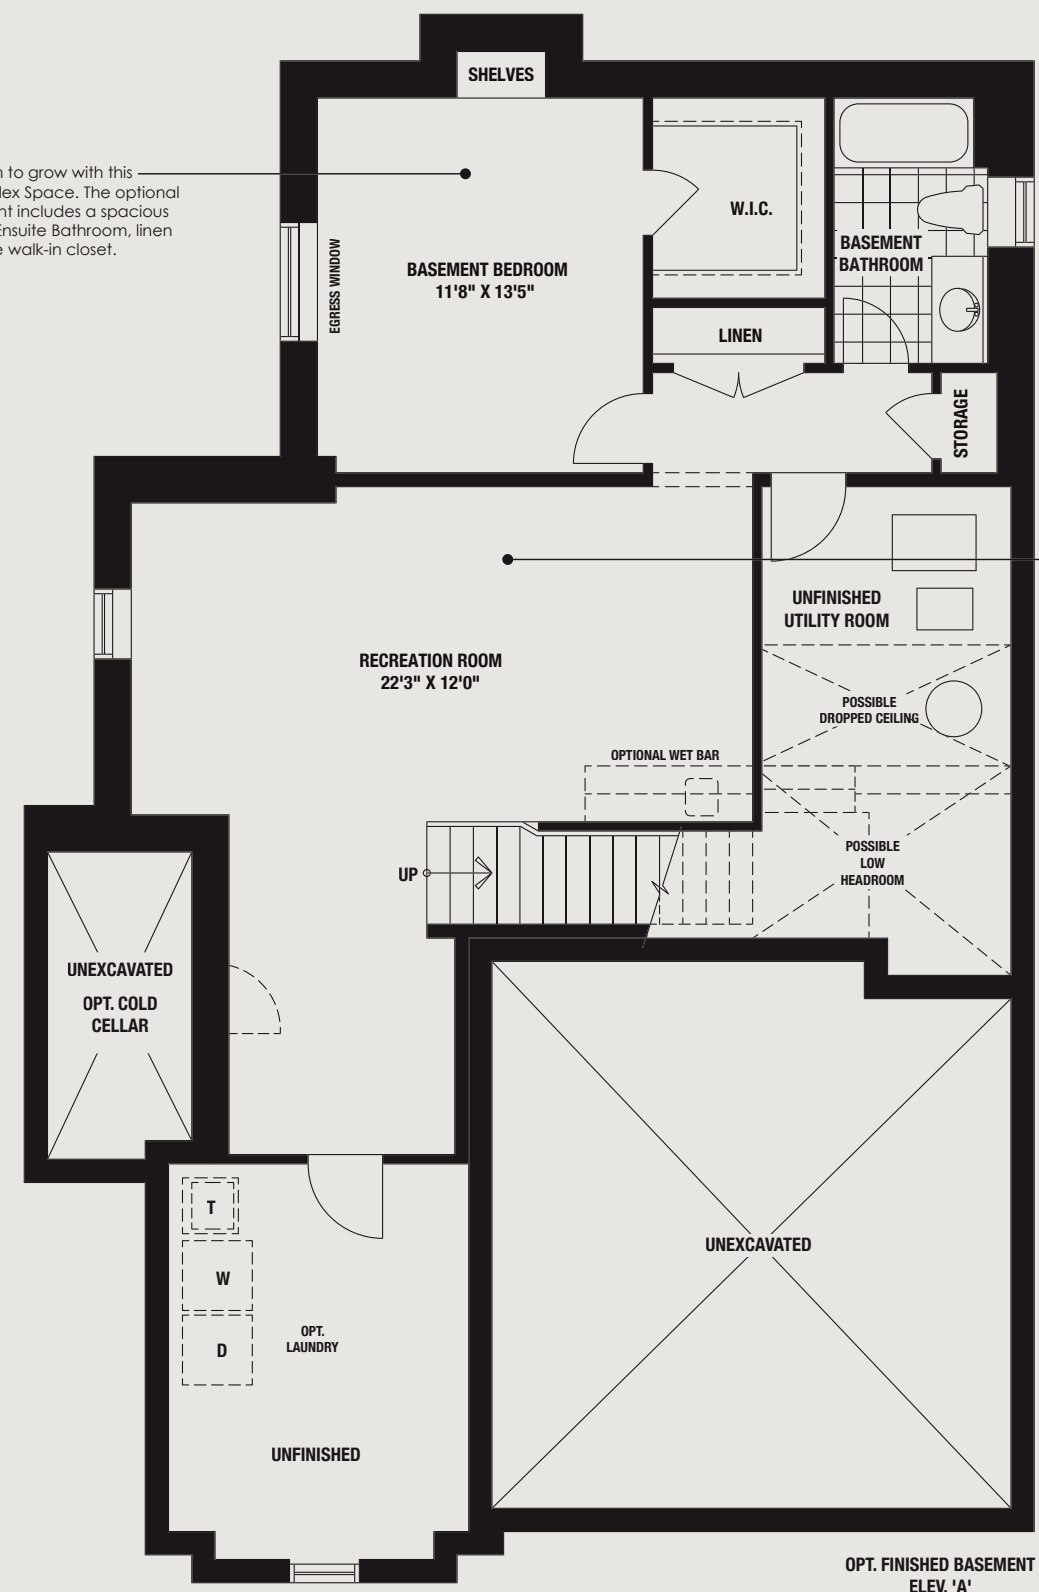 SHELVES
to grow with this
Space. The optional
includes a spacious
Bathroom, linen
walk-in closet.
EGRESS WINDOW
BASEMENT BEDROOM
11'8" X 13'5"
W.I.C.
BASEMENT
BATHROOM
LINEN
STORAGE
UNFINISHED
UTILITY ROOM
RECREATION ROOM
22'3" X 12'0"
POSSIBLE
DROPPED CEILING
OPTIONAL WET BAR
POSSIBLE
LOW
HEADROOM
UP
UNEXCAVATED
OPT. COLD
CELLAR
T
W
D
OPT.
LAUNDRY
UNFINISHED
UNEXCAVATED
OPT. FINISHED BASEMENT
ELEV. 'A'